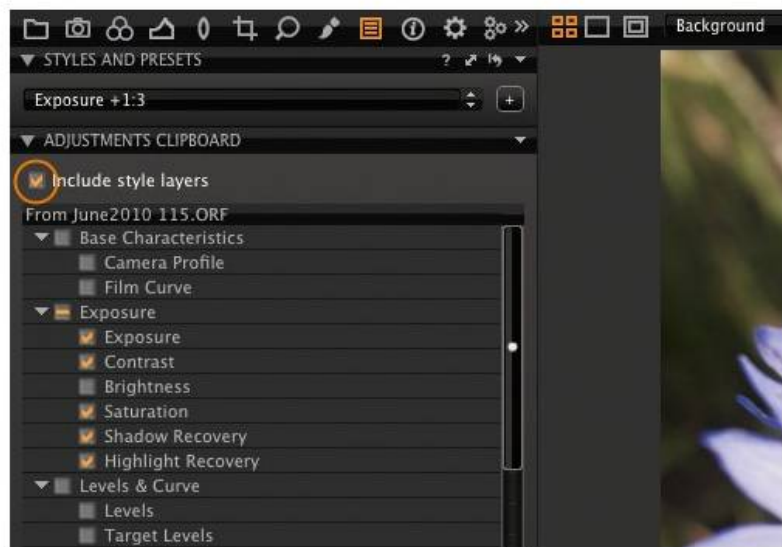 Background
STYLES AND PRESETS ?
Exposure +1:3 +
ADJUSTMENTS CLIPBOARD
Include style layers
From June2010 115.ORF
Base Characteristics
Camera Profile
Film Curve
Exposure
Exposure
Contrast
Brightness
Saturation
Shadow Recovery
Highlight Recovery
Levels & Curve
Levels
Target Levels